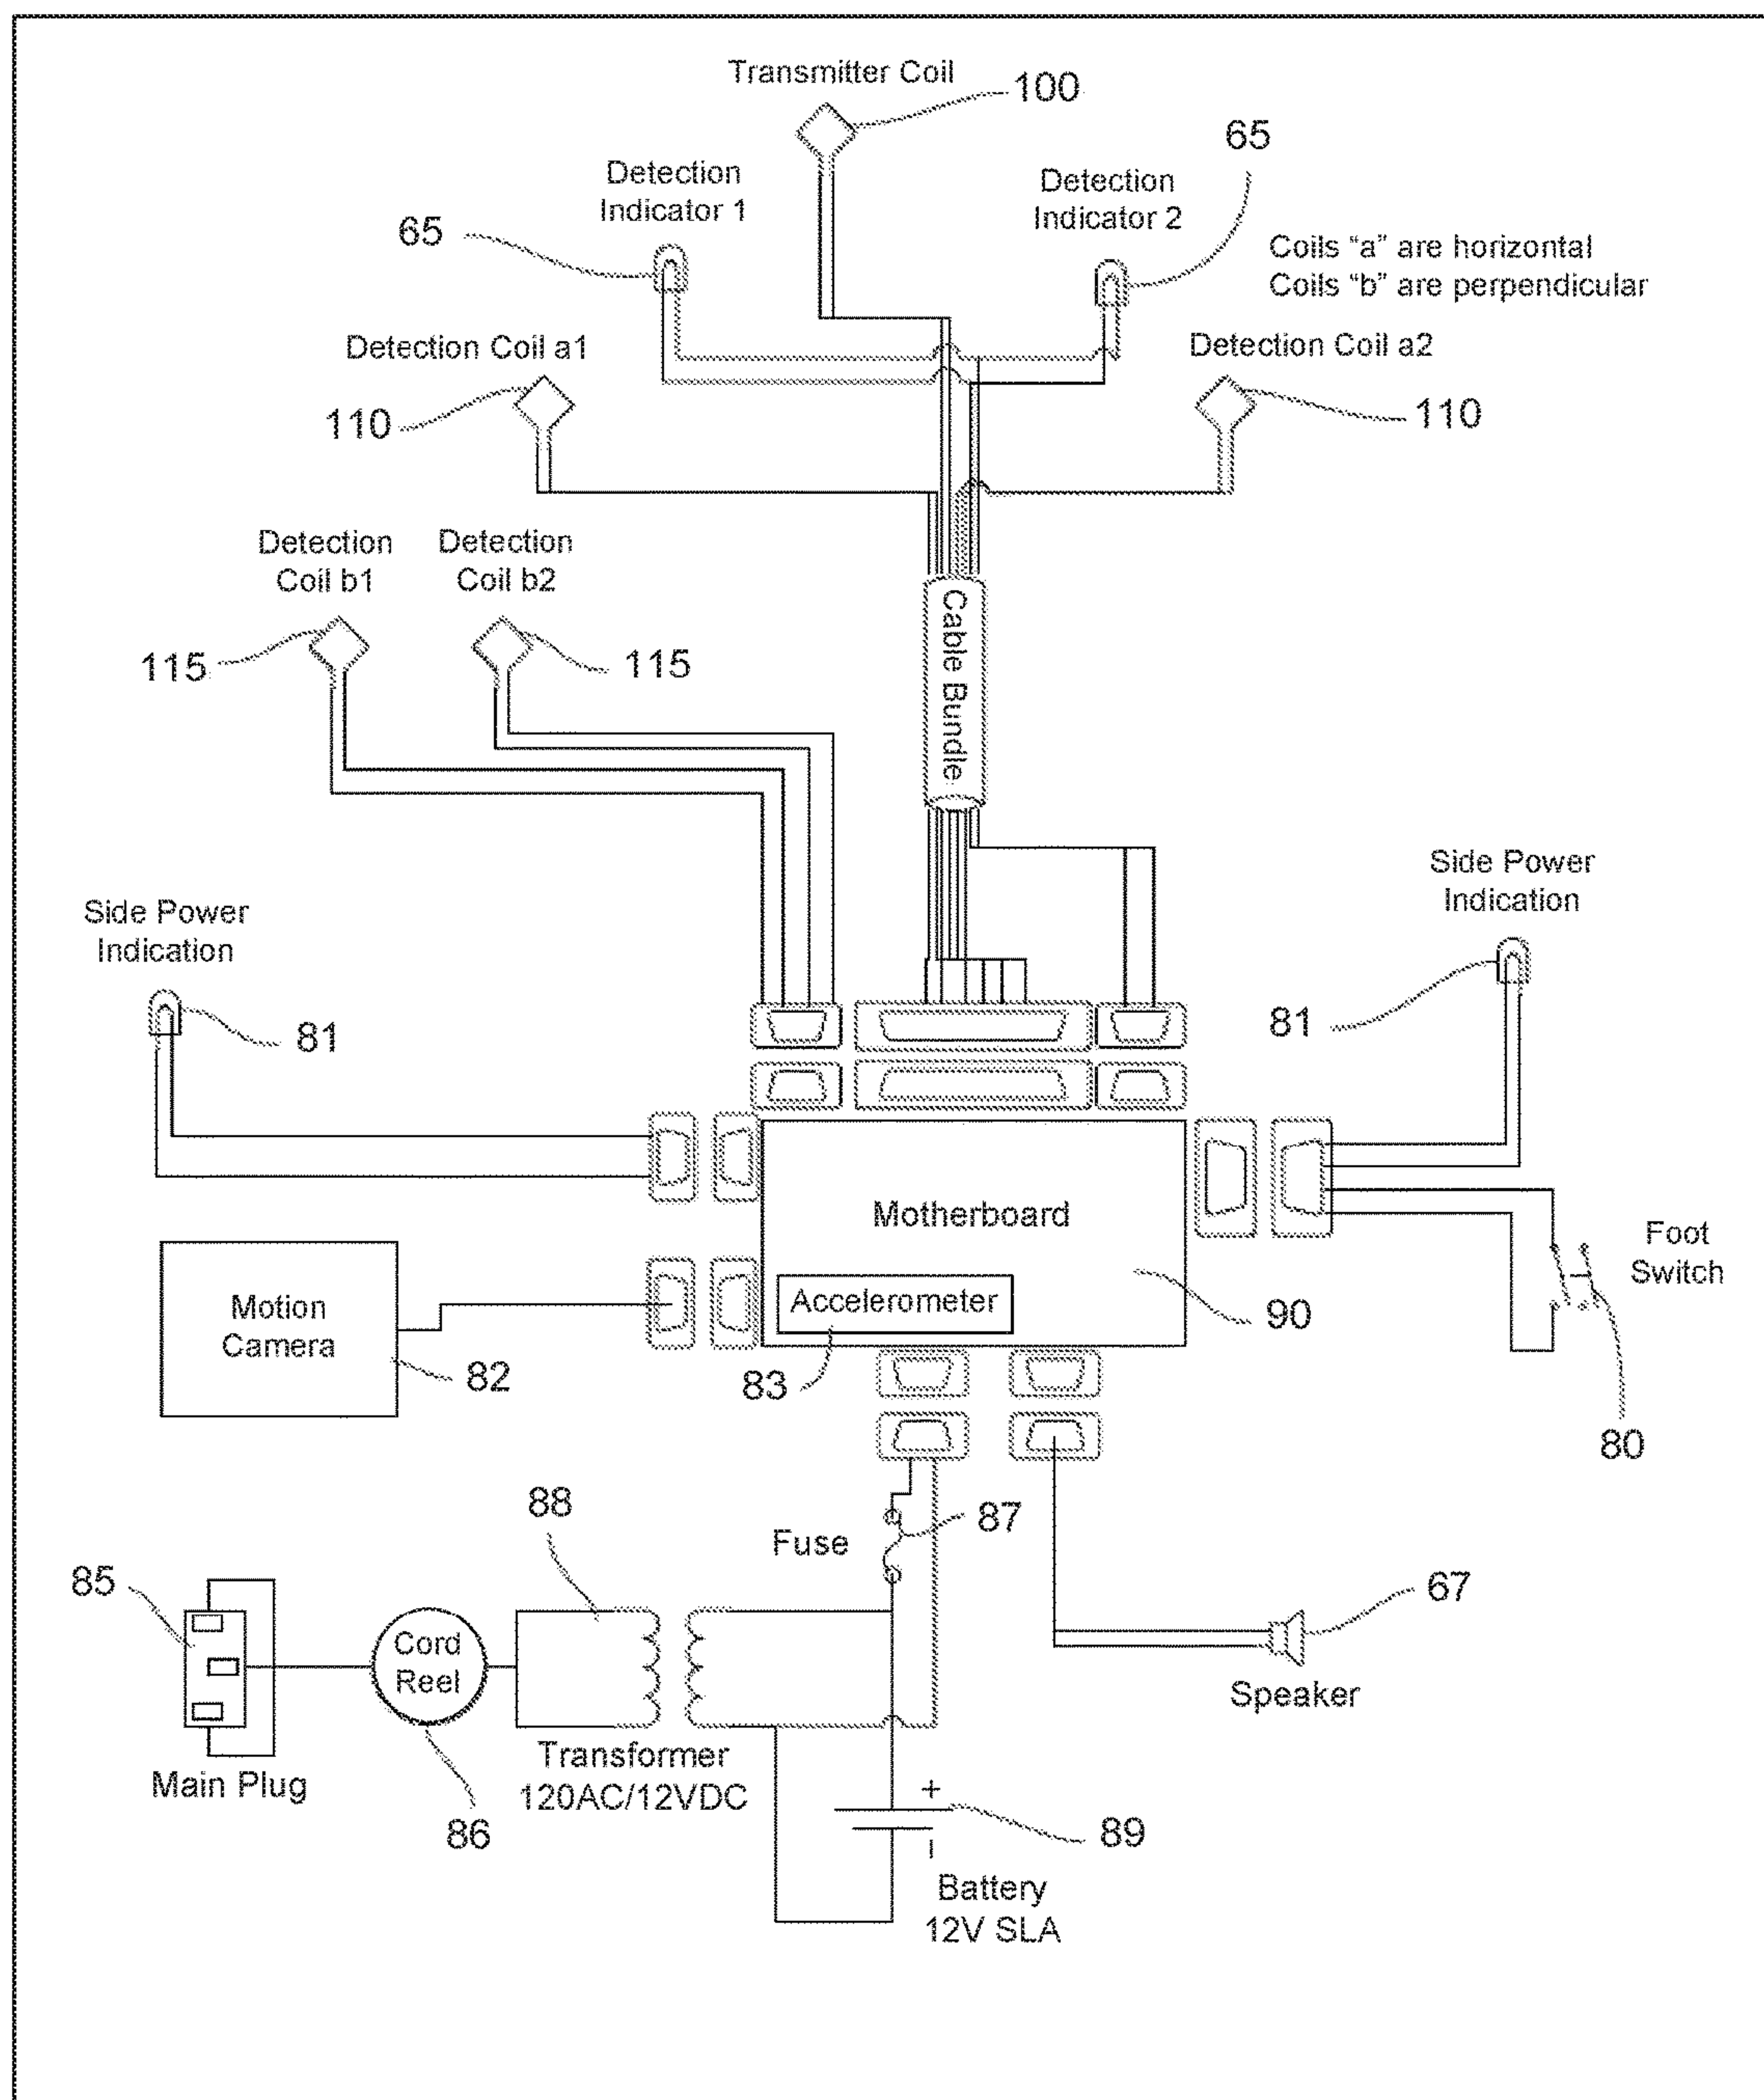 Transmitter Coil
100
65
Detection
Indicator 1
Detection
Indicator 2
65
Coils "a" are horizontal
Coils "b" are perpendicular
Detection Coil a1
Detection Coil a2
110
110
Detection
Coil b1
Detection
Coil b2
115
115
Cable Bundle
Side Power
Indication
Side Power
Indication
81
81
Motherboard
Foot
Switch
Motion
Camera
Accelerometer
90
82
83
80
88
Fuse
87
85
67
Cord
Reel
Speaker
Transformer
120AC/12VDC
Main Plug
86
+
89
–
Battery
12V SLA